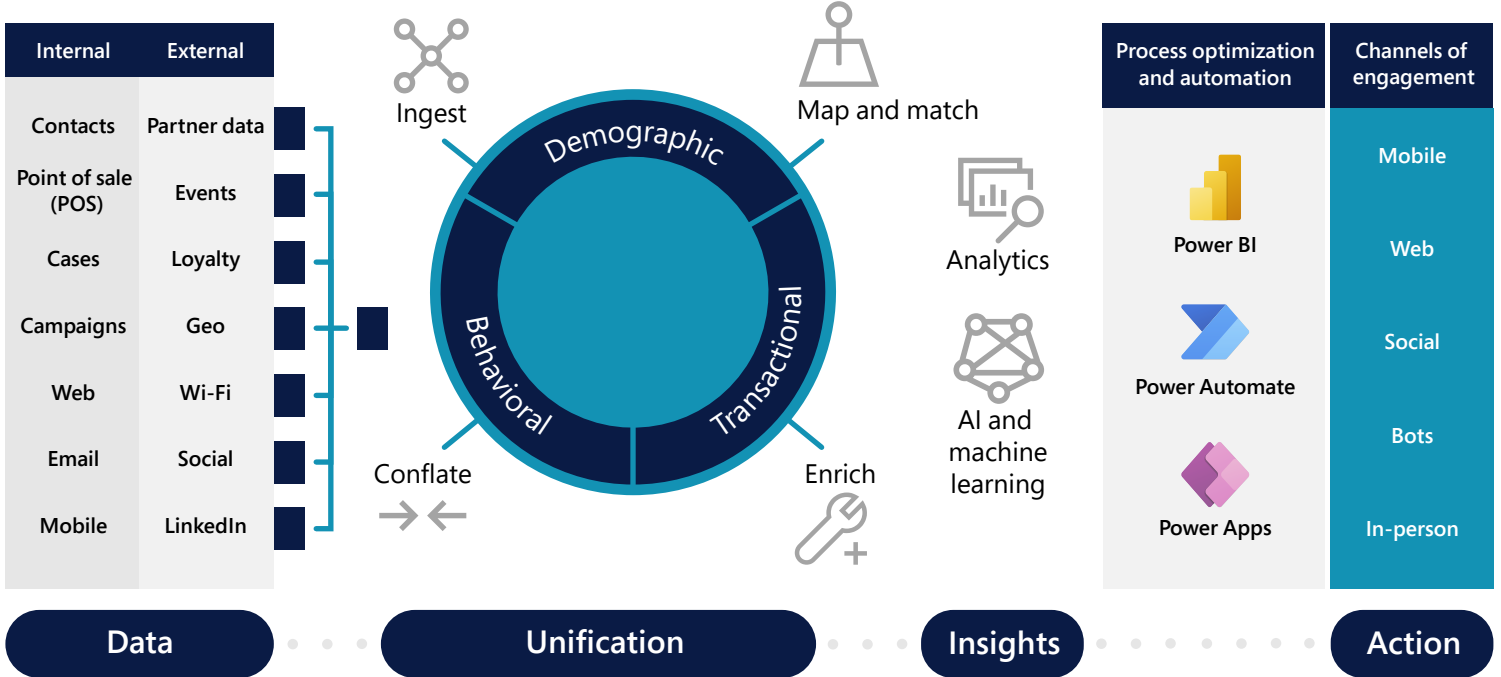 Internal
External
Contacts
Partner data
Point of sale
(POS)
Events
Cases
Loyalty
Campaigns
Geo
Web
Wi-Fi
Email
Social
Mobile
LinkedIn
Ingest
Map and match
Demographic
Behavioral
Transactional
Conflate
Enrich
Analytics
AI and
machine
learning
Process optimization
and automation
Power BI
Power Automate
Power Apps
Channels of
engagement
Mobile
Web
Social
Bots
In-person
Data
Unification
Insights
Action